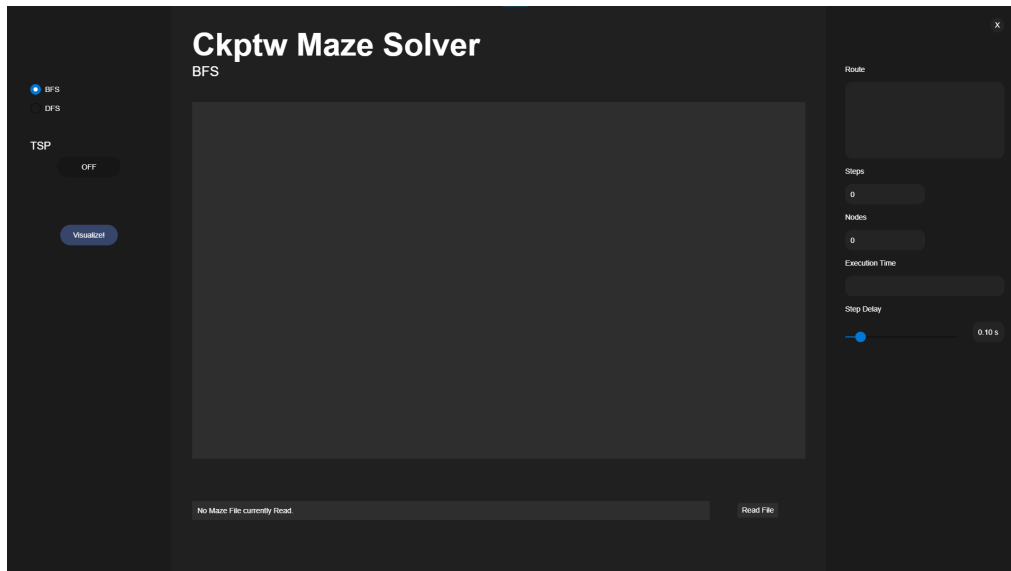 Ckptw Maze Solver
BFS
BFS
DFS
TSP
OFF
Visualize!
No Maze File currently Read.
Read File
X
Route
Steps
0
Nodes
0
Execution Time
Step Delay
0.10 s